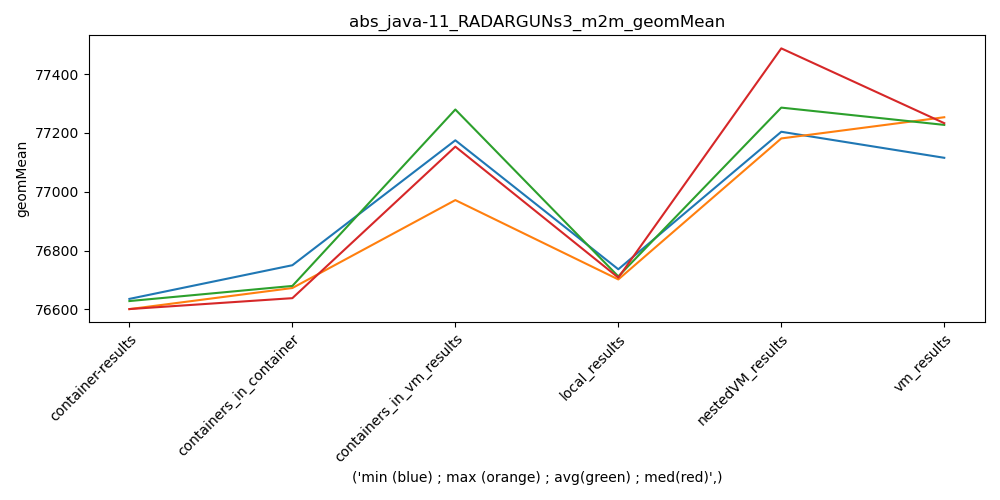 abs_java-11_RADARGUNs3_m2m_geomMean
geomMean
77400
77200
77000
76800
76600
container-results
containers_in_container
containers_in_vm_results
local_results
nestedVM_results
vm_results
('min (blue) ; max (orange) ; avg(green) ; med(red)',)